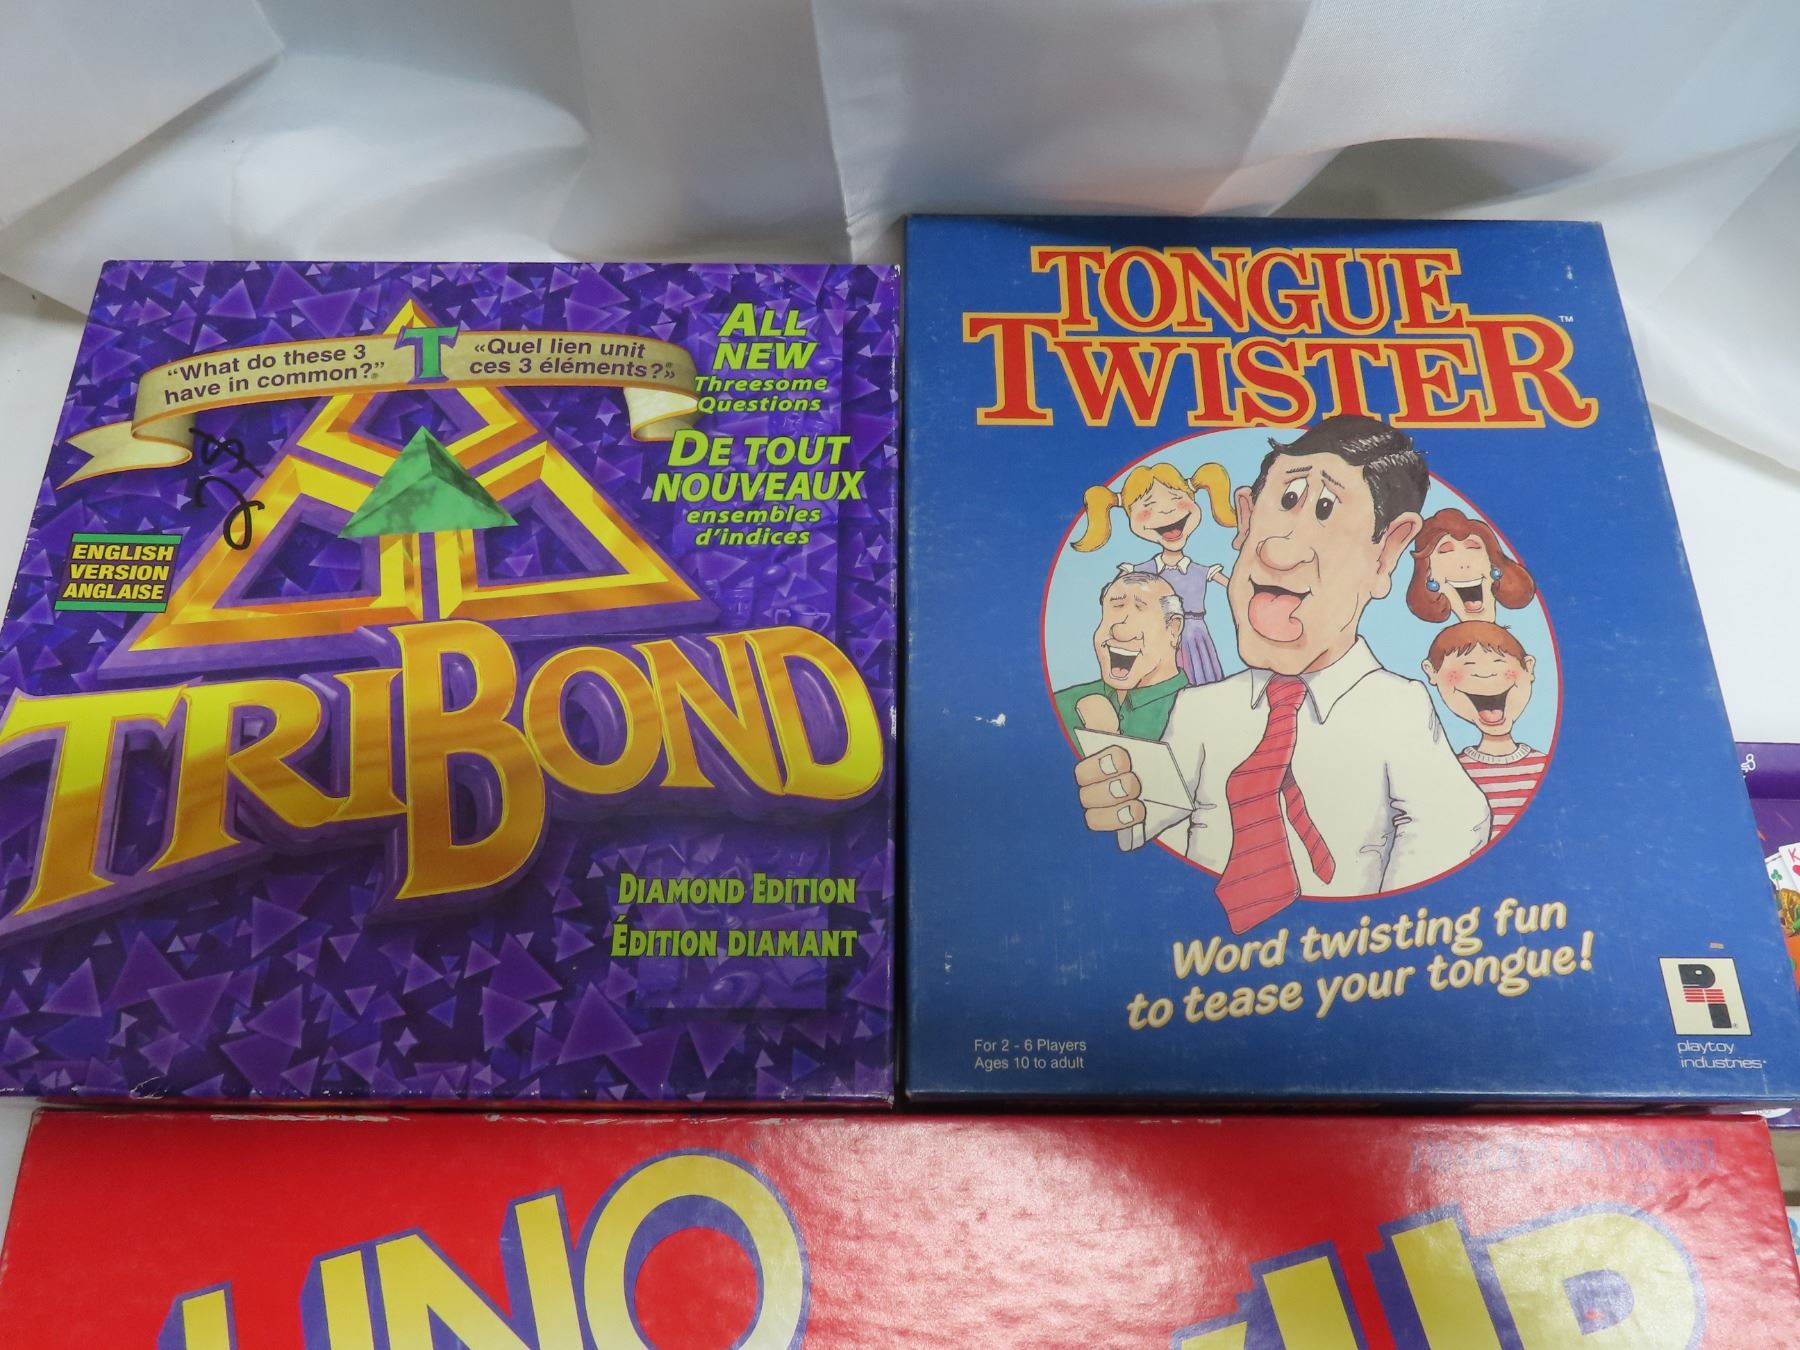 "What do these 3
have in common?"®
T
«Quel lien unit
ces 3 éléments?»®
ALL
NEW
Threesome
Questions
DE TOUT
NOUVEAUX
ensembles
d'indices
ENGLISH
VERSION
ANGLAISE
TRIBOND®
DIAMOND EDITION
ÉDITION DIAMANT
TONGUE
TWISTER™
Word twisting fun
to tease your tongue!
For 2 - 6 Players
Ages 10 to adult
playtoy
industries
UNO
K